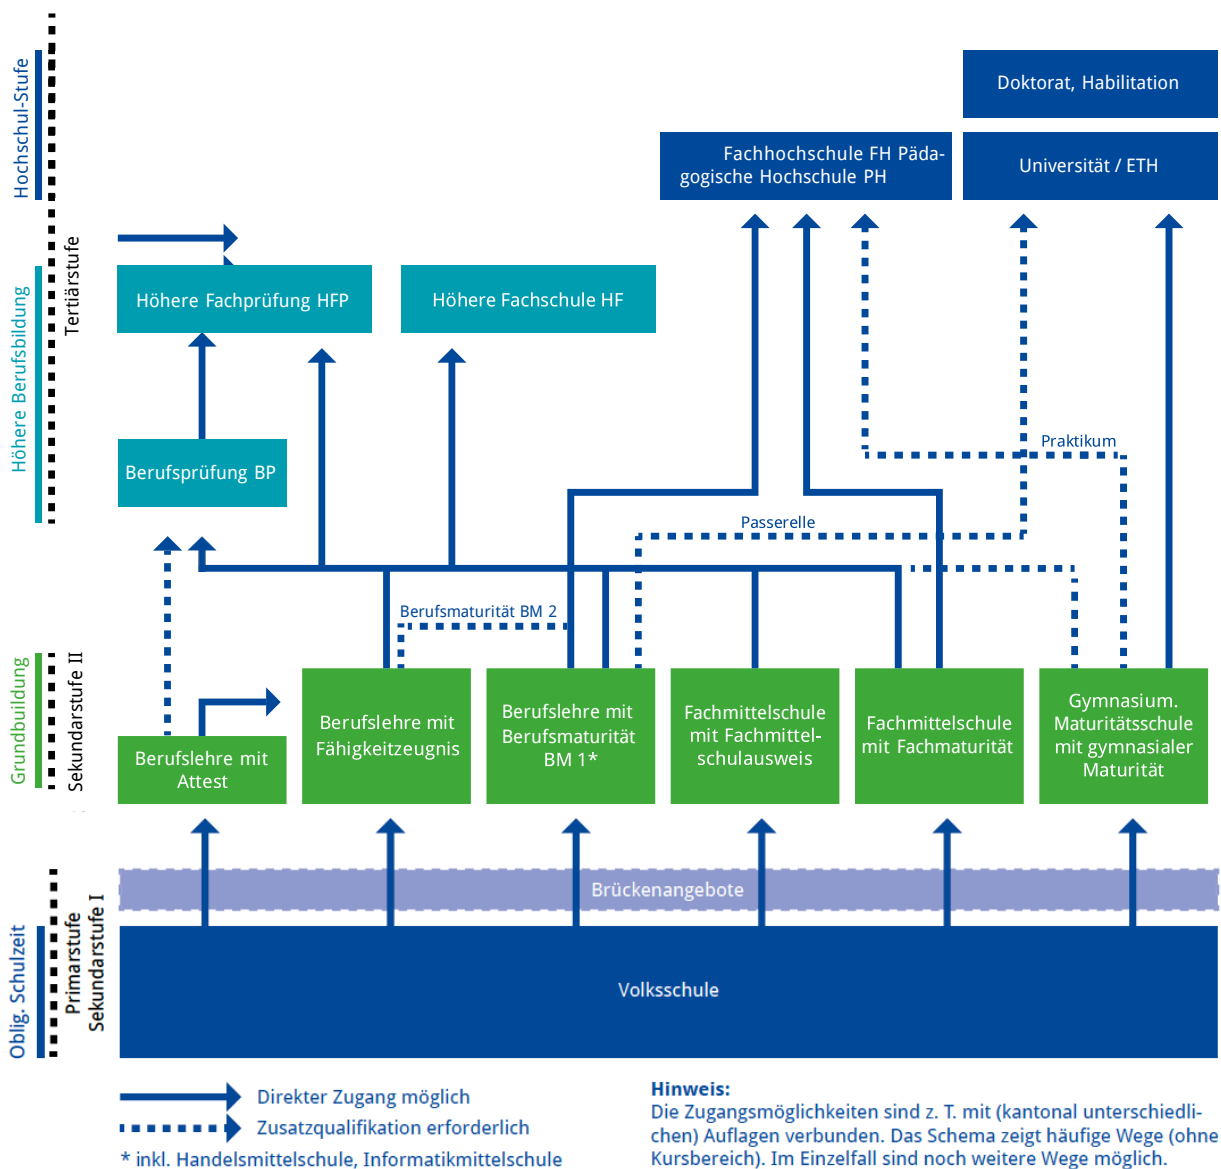 Hochschul-Stufe
Doktorat, Habilitation
Fachhochschule FH Päda-
gogische Hochschule PH
Universität / ETH
Tertiärstufe
Höhere Berufsbildung
Höhere Fachprüfung HFP
Höhere Fachschule HF
Berufsprüfung BP
Praktikum
Passerelle
Berufsmaturität BM 2
Grundbuildung
Sekundarstufe II
Berufslehre mit
Attest
Berufslehre mit
Fähigkeitzeugnis
Berufslehre mit
Berufsmaturität
BM 1*
Fachmittelschule
mit Fachmittel-
schulausweis
Fachmittelschule
mit Fachmaturität
Gymnasium.
Maturitätsschule
mit gymnasialer
Maturität
Brückenangebote
Oblig. Schulzeit
Primarstufe
Sekundarstufe I
Volksschule
Direkter Zugang möglich
Zusatzqualifikation erforderlich
* inkl. Handelsmittelschule, Informatikmittelschule
Hinweis:
Die Zugangsmöglichkeiten sind z. T. mit (kantonal unterschiedli-
chen) Auflagen verbunden. Das Schema zeigt häufige Wege (ohne
Kursbereich). Im Einzelfall sind noch weitere Wege möglich.